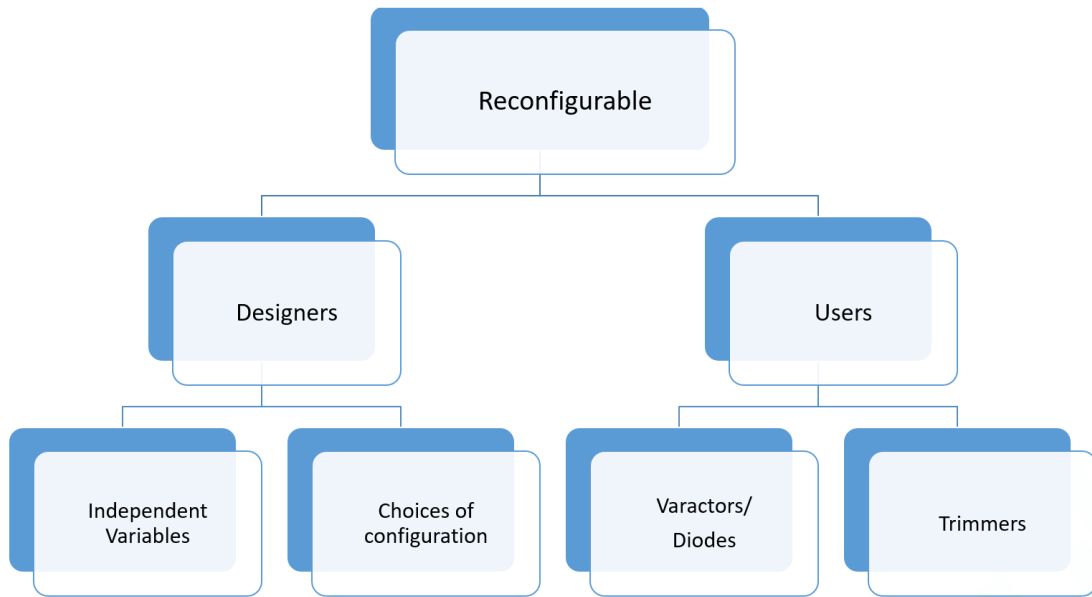 Reconfigurable
Designers
Users
Independent
Variables
Choices of
configuration
Varactors/
Diodes
Trimmers